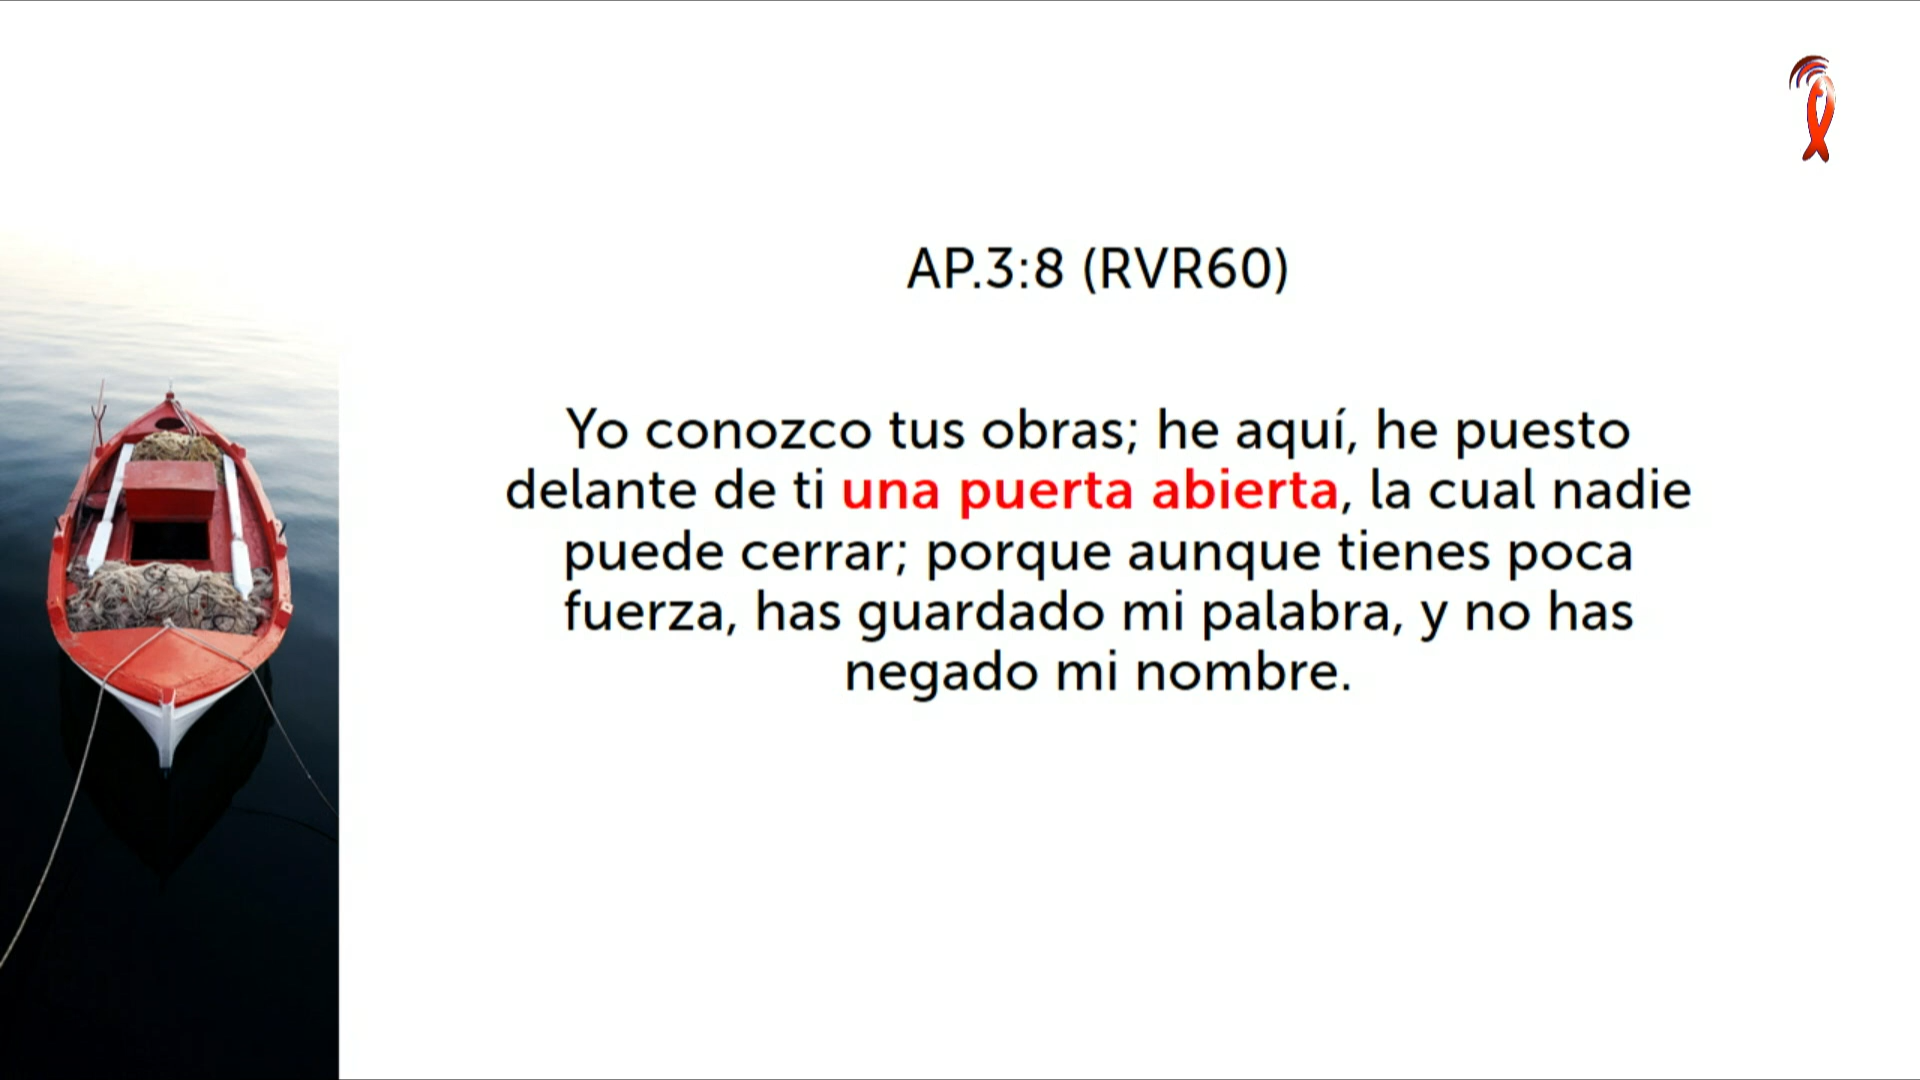 AP.3:8 (RVR60)
Yo conozco tus obras; he aquí, he puesto
delante de ti una puerta abierta, la cual nadie
puede cerrar; porque aunque tienes poca
fuerza, has guardado mi palabra, y no has
negado mi nombre.